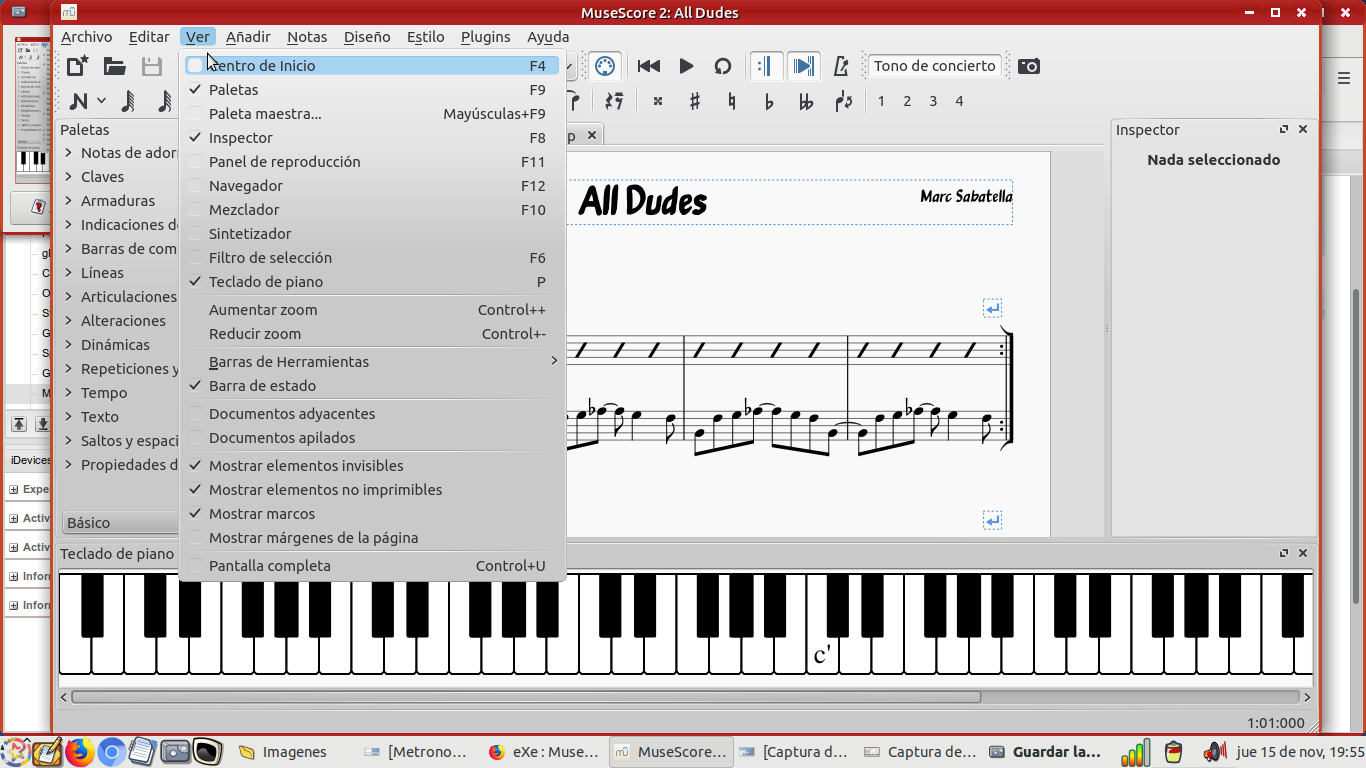 MuseScore 2: All Dudes
Archivo Editar Ver Añadir Notas Diseño Estilo Plugins Ayuda
Tono de concierto
1 2 3 4
Centro de Inicio F4
Paletas F9
Paleta maestra... Mayúsculas+F9
Inspector F8
Panel de reproducción F11
Navegador F12
Mezclador F10
Sintetizador
Filtro de selección F6
Teclado de piano P
Aumentar zoom Control++
Reducir zoom Control+-
Barras de Herramientas
Barra de estado
Documentos adyacentes
Documentos apilados
Mostrar elementos invisibles
Mostrar elementos no imprimibles
Mostrar marcos
Mostrar márgenes de la página
Pantalla completa Control+U
Paletas
Notas de ador
Claves
Armaduras
Indicaciones d
Barras de com
Líneas
Articulaciones
Alteraciones
Dinámicas
Repeticiones y
Tempo
Texto
Saltos y espaci
Propiedades d
Básico
p
All Dudes
Marc Sabatella
Inspector
Nada seleccionado
Teclado de piano
c'
1:01:000
iDevices
Expe
Activ
Activ
Infor
Infor
Imagenes [Metrono... eXe : Muse... MuseScore... [Captura d... Captura de... Guardar la... jue 15 de nov, 19:55